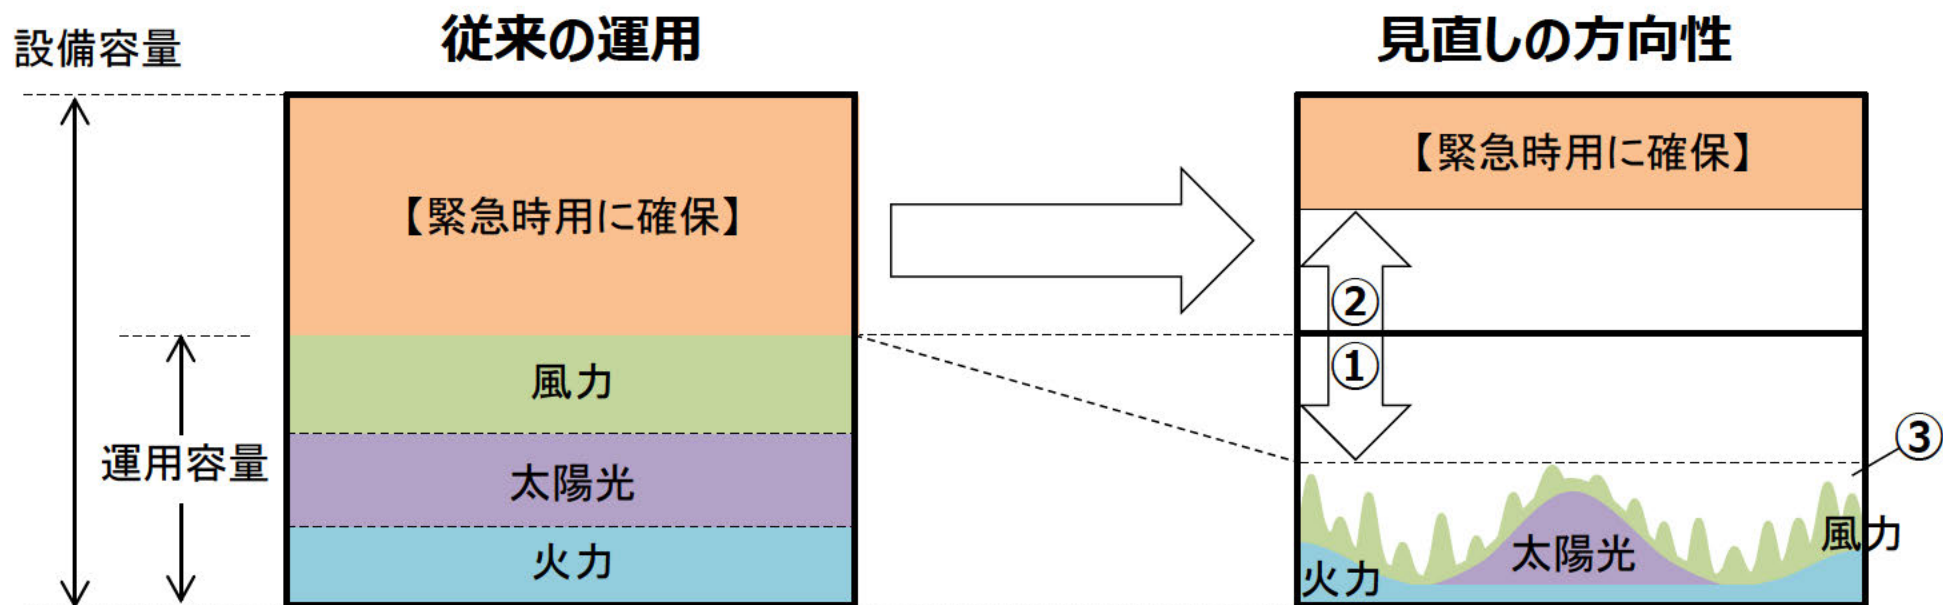 従来の運用
見直しの方向性
設備容量
【緊急時用に確保】
【緊急時用に確保】
②
①
風力
③
運用容量
太陽光
風力
太陽光
火力
火力